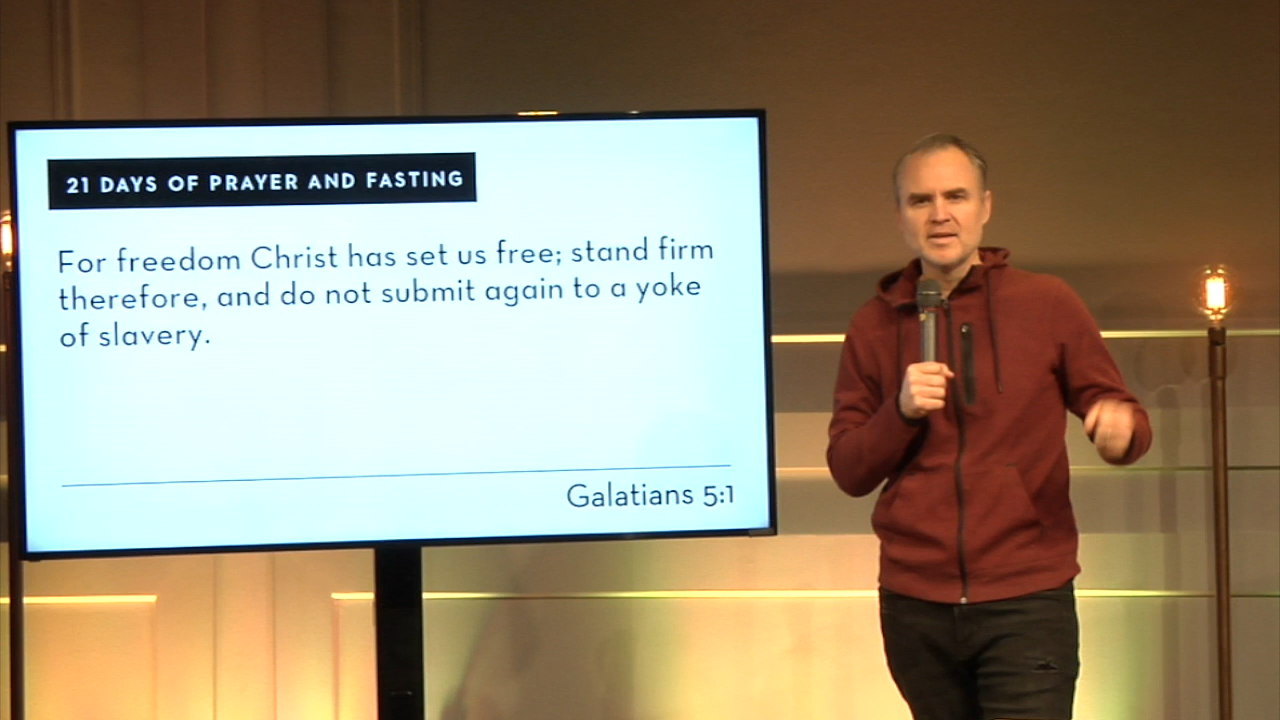 21 DAYS OF PRAYER AND FASTING
For freedom Christ has set us free; stand firm
therefore, and do not submit again to a yoke
of slavery.
Galatians 5:1